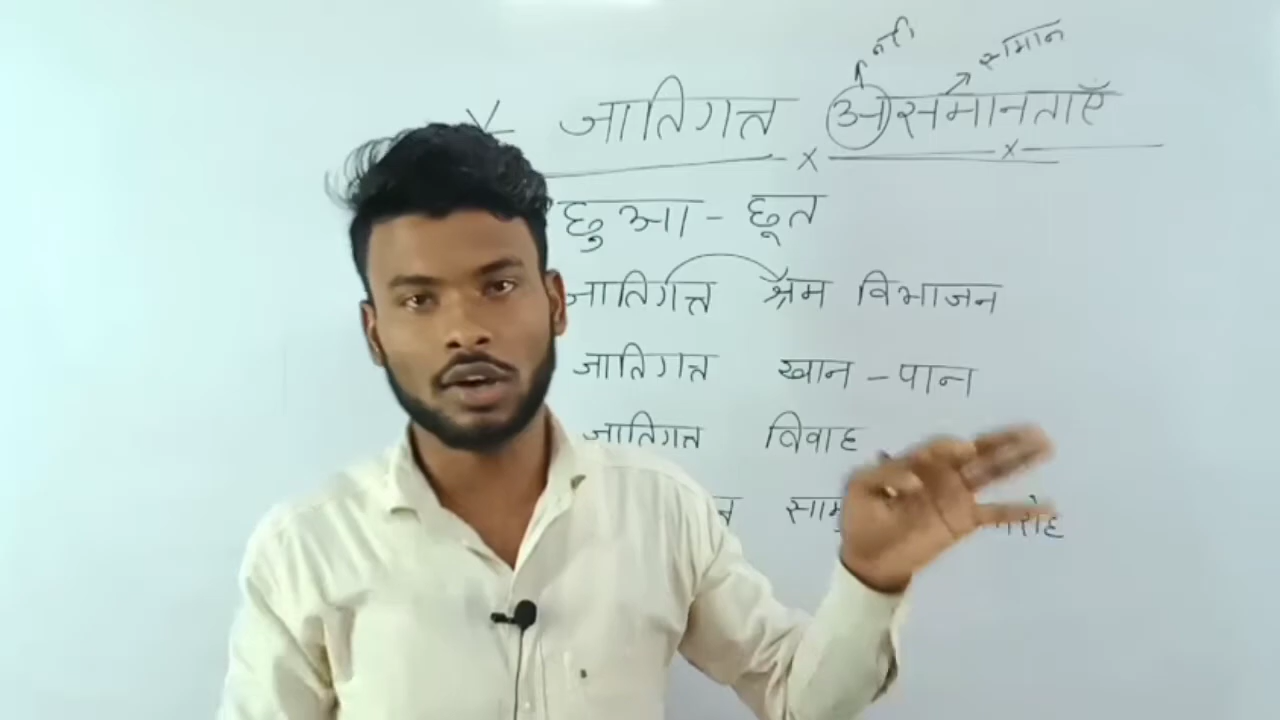 नही
समान
जातिगत असमानताएँ
छुआ-छूत
जातिगत श्रम विभाजन
जातिगत खान-पान
जातिगत विवाह